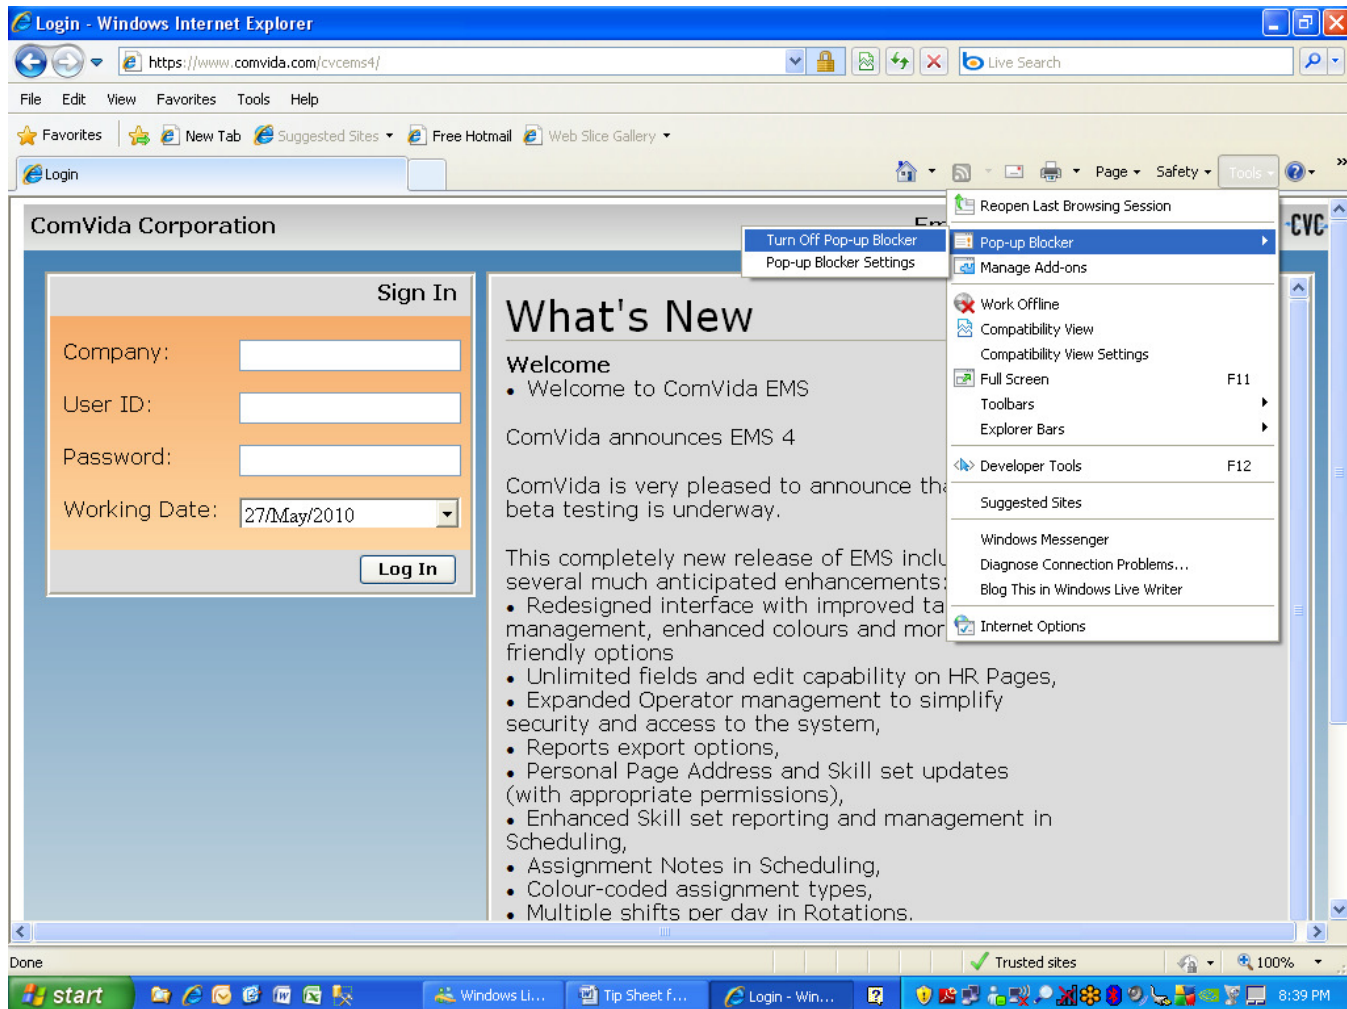 Login - Windows Internet Explorer
https://www.comvida.com/cvcems4/
Live Search
File Edit View Favorites Tools Help
Favorites New Tab Suggested Sites Free Hotmail Web Slice Gallery
Login
Page Safety Tools
ComVida Corporation
Em
CVC
Reopen Last Browsing Session
Pop-up Blocker
Turn Off Pop-up Blocker
Pop-up Blocker Settings
Manage Add-ons
Work Offline
Compatibility View
Compatibility View Settings
Full Screen F11
Toolbars
Explorer Bars
Developer Tools F12
Suggested Sites
Windows Messenger
Diagnose Connection Problems...
Blog This in Windows Live Writer
Internet Options
Sign In
Company:
User ID:
Password:
Working Date: 27/May/2010
Log In
What's New
Welcome
• Welcome to ComVida EMS
ComVida announces EMS 4
ComVida is very pleased to announce tha
beta testing is underway.
This completely new release of EMS inclu
several much anticipated enhancements:
• Redesigned interface with improved ta
management, enhanced colours and mor
friendly options
• Unlimited fields and edit capability on HR Pages,
• Expanded Operator management to simplify
security and access to the system,
• Reports export options,
• Personal Page Address and Skill set updates
(with appropriate permissions),
• Enhanced Skill set reporting and management in
Scheduling,
• Assignment Notes in Scheduling,
• Colour-coded assignment types,
• Multiple shifts per day in Rotations.
Done
Trusted sites
100%
start
Windows Li...
Tip Sheet f...
Login - Win...
8:39 PM